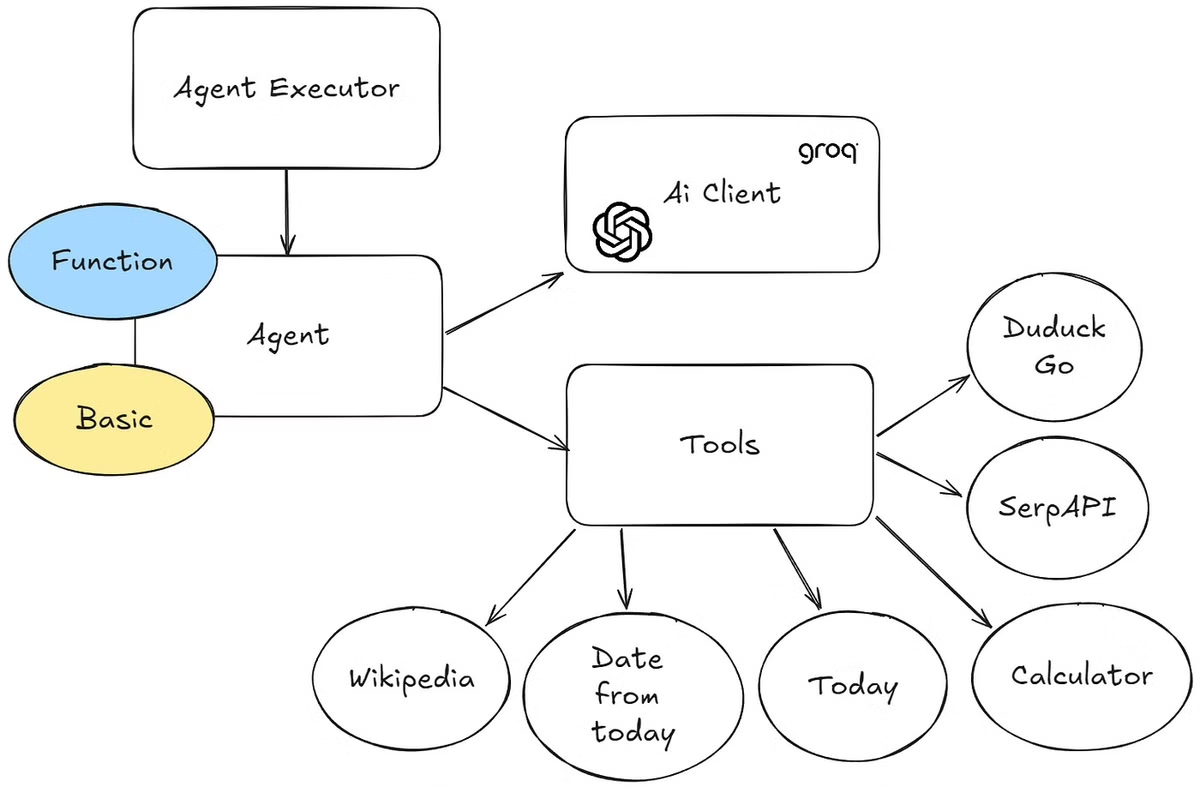 Agent Executor
groq
Ai Client
Function
Agent
Basic
Duduck
Go
Tools
SerpAPI
Wikipedia
Date
from
today
Today
Calculator